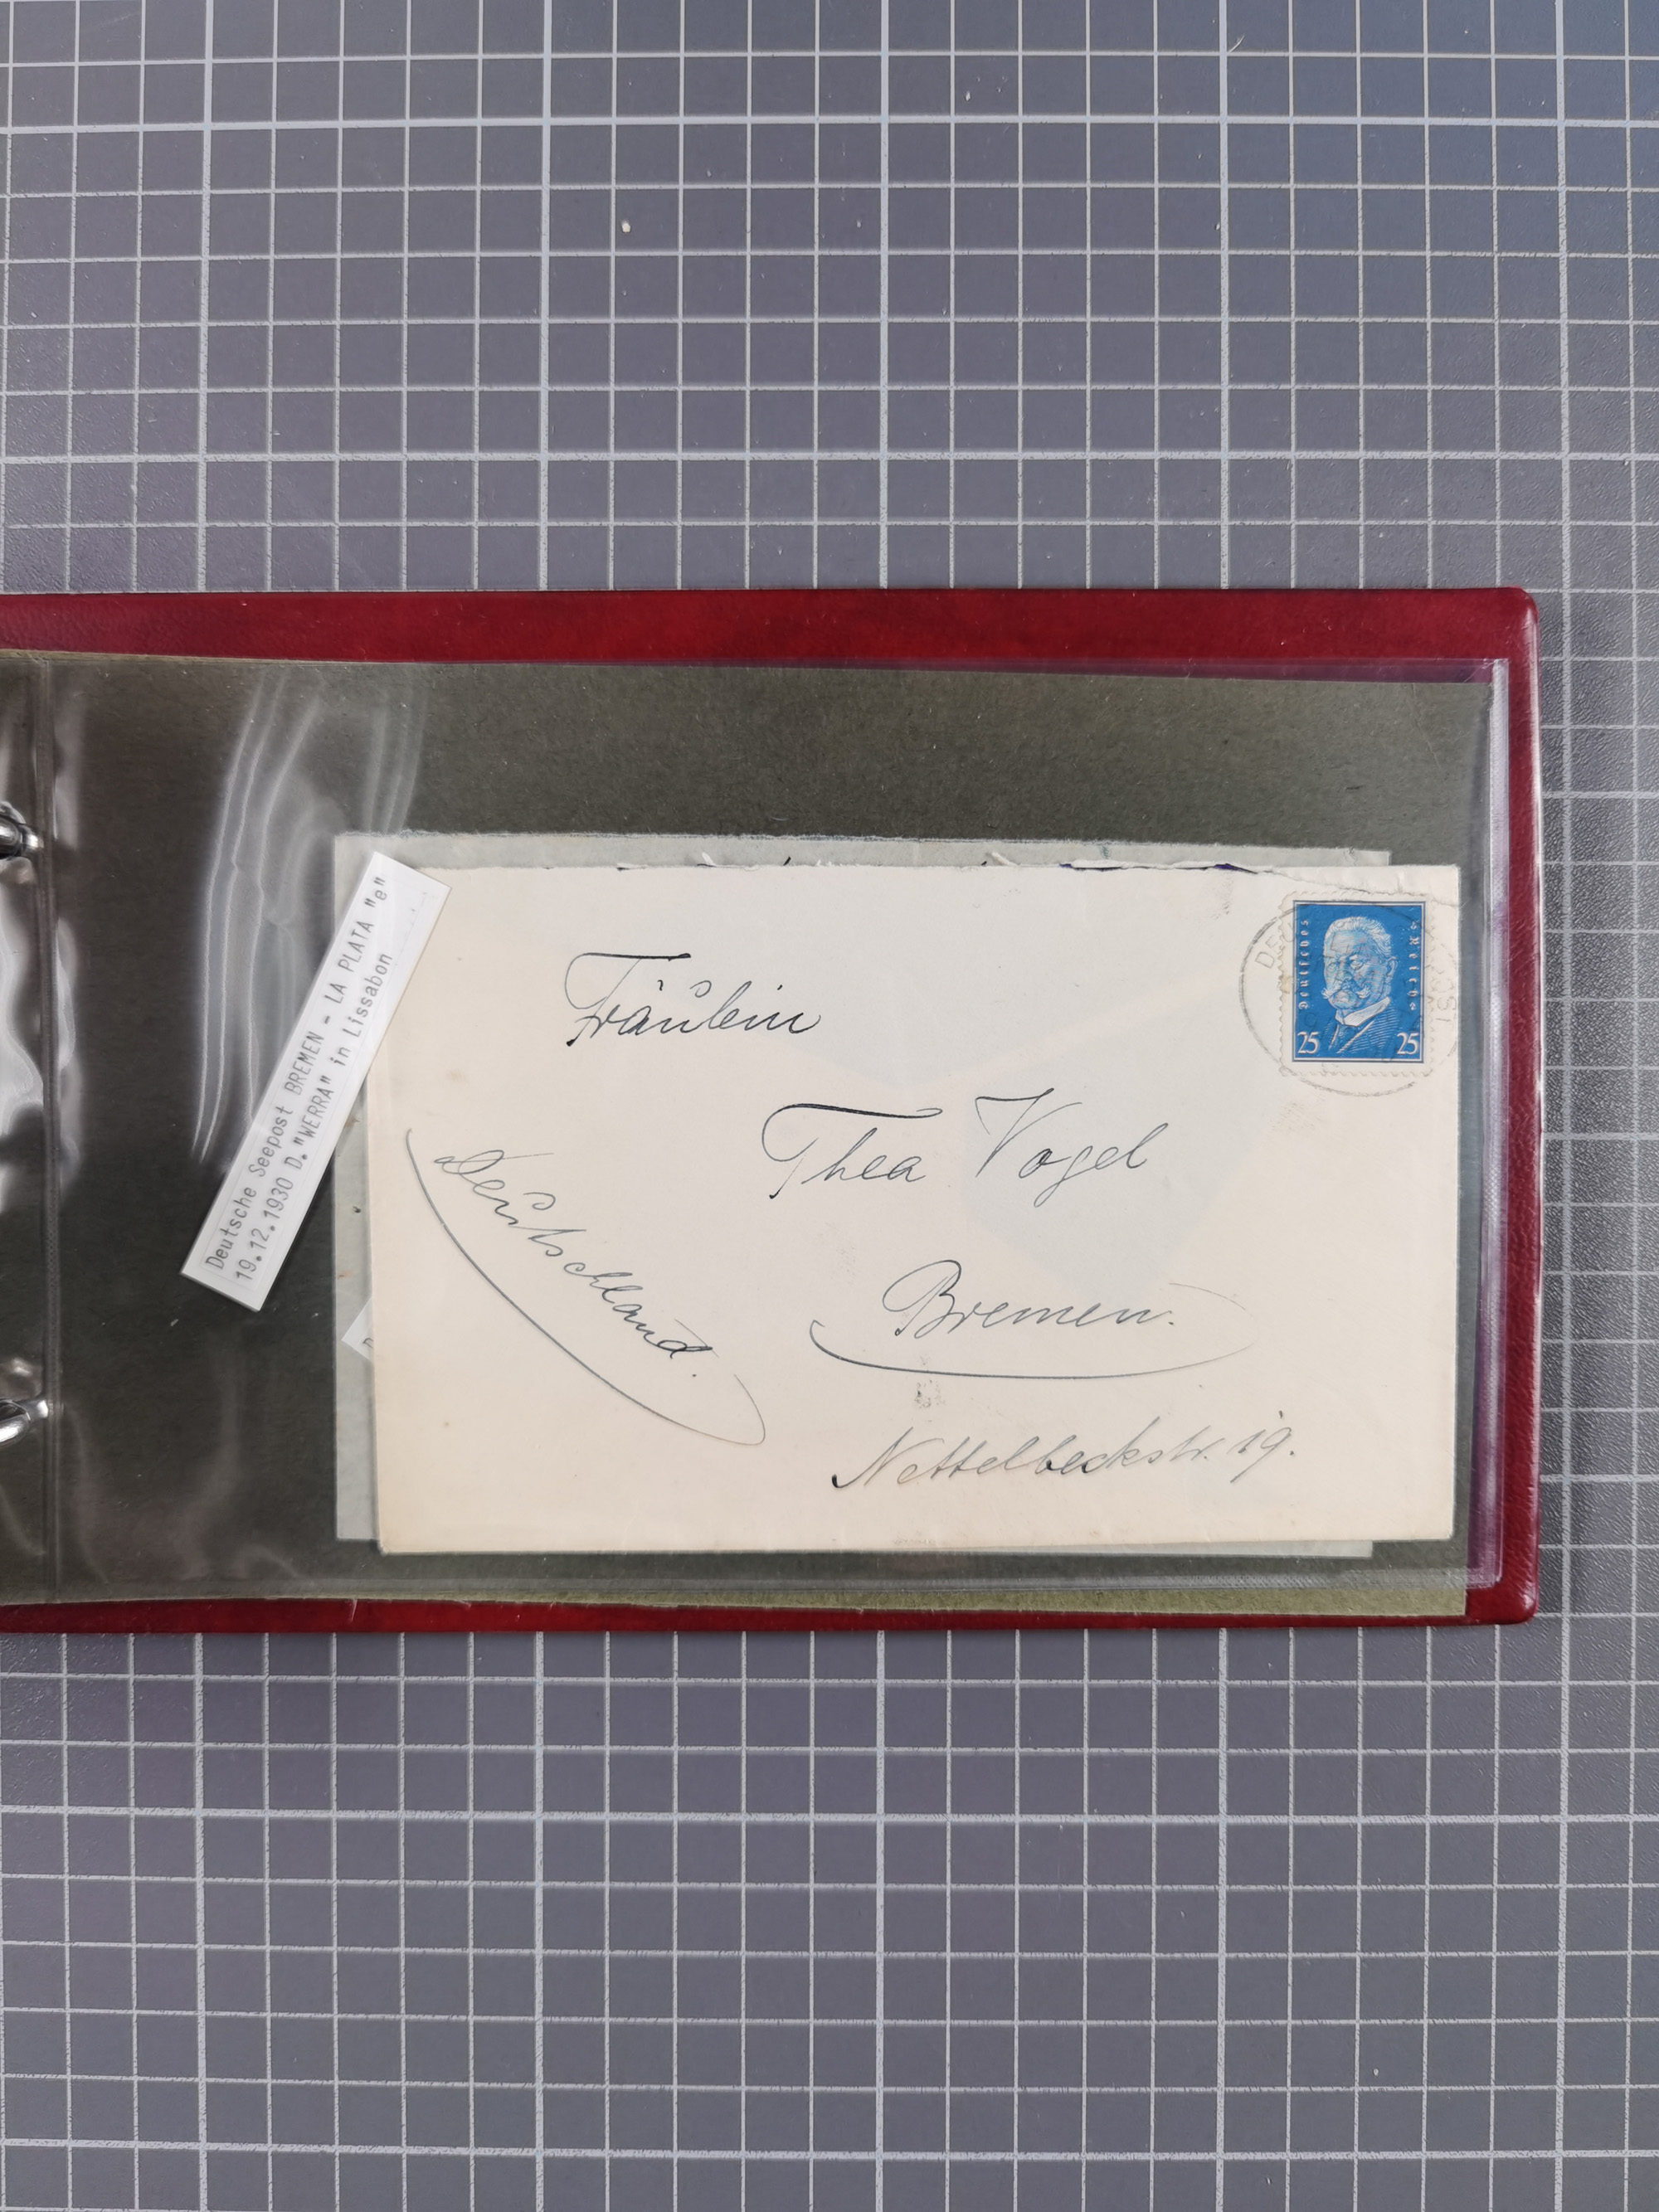 Deutsche Seepost BREMEN - LA PLATA "e"
19.12.1930 D."WERRA" in Lissabon
Deutsches Reich
25 25
Fräulein
Thea Vogel
Deutschland.
Bremen.
Nettelbeckstr. 19.